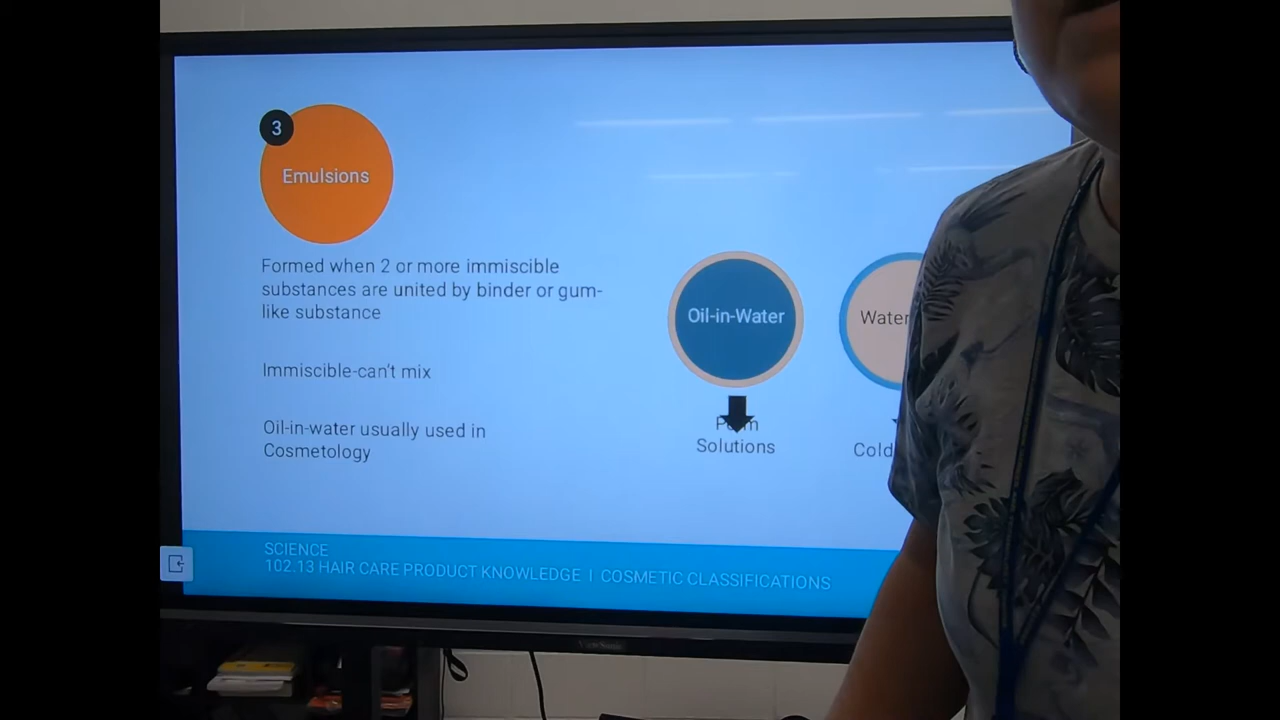 3
Emulsions
Formed when 2 or more immiscible
substances are united by binder or gum-
like substance
Immiscible-can't mix
Oil-in-water usually used in
Cosmetology
Oil-in-Water
Solutions
Water
Cold
SCIENCE
102.13 HAIR CARE PRODUCT KNOWLEDGE | COSMETIC CLASSIFICATIONS
ViewSonic